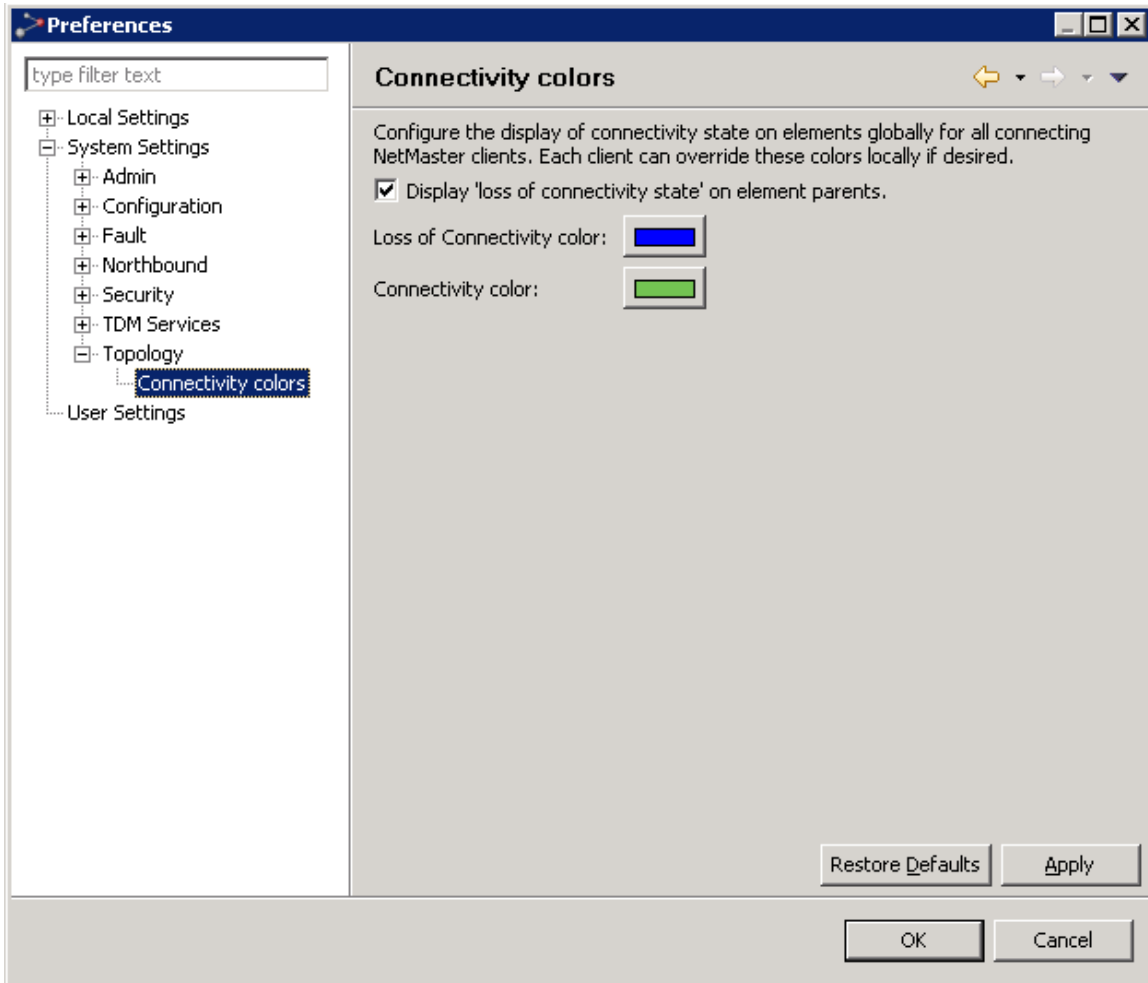 Preferences
type filter text
Local Settings
System Settings
Admin
Configuration
Fault
Northbound
Security
TDM Services
Topology
Connectivity colors
User Settings
Connectivity colors
Configure the display of connectivity state on elements globally for all connecting
NetMaster clients. Each client can override these colors locally if desired.
Display 'loss of connectivity state' on element parents.
Loss of Connectivity color:
Connectivity color:
Restore Defaults
Apply
OK
Cancel